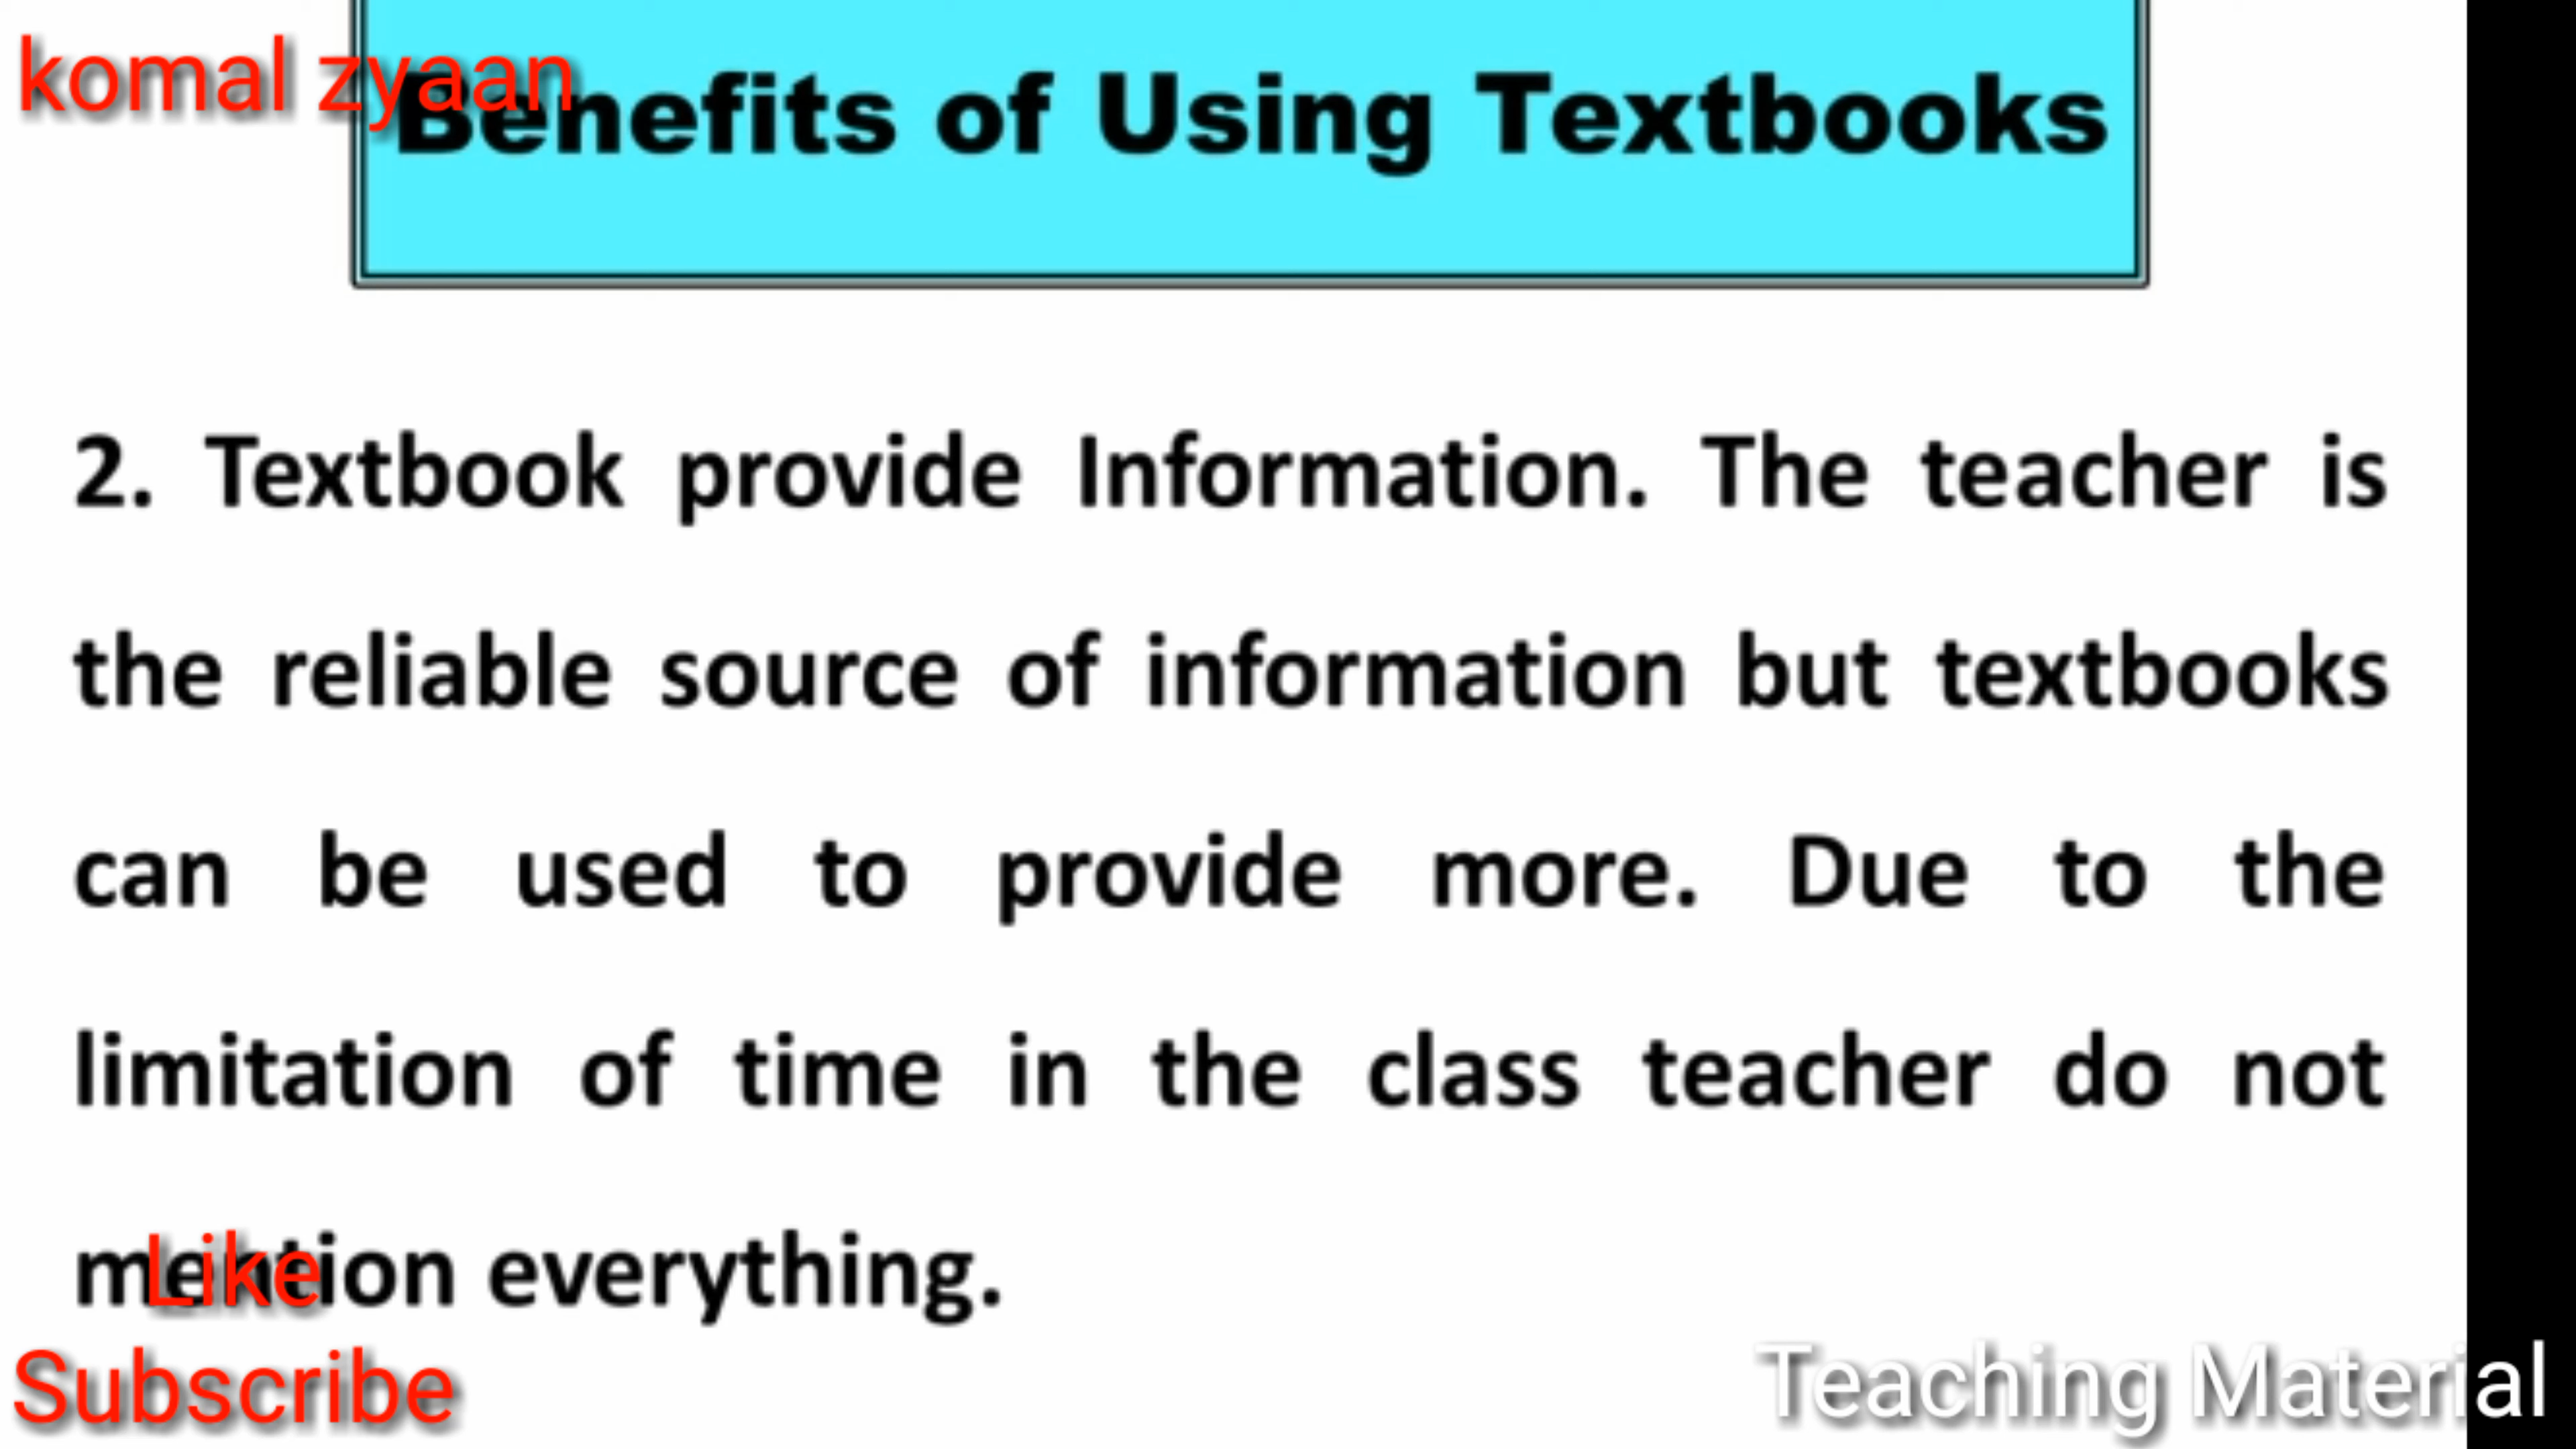 komal zyaan
Benefits of Using Textbooks
2. Textbook provide Information. The teacher is
the reliable source of information but textbooks
can be used to provide more. Due to the
limitation of time in the class teacher do not
mention everything.
Like
Subscribe
Teaching Material